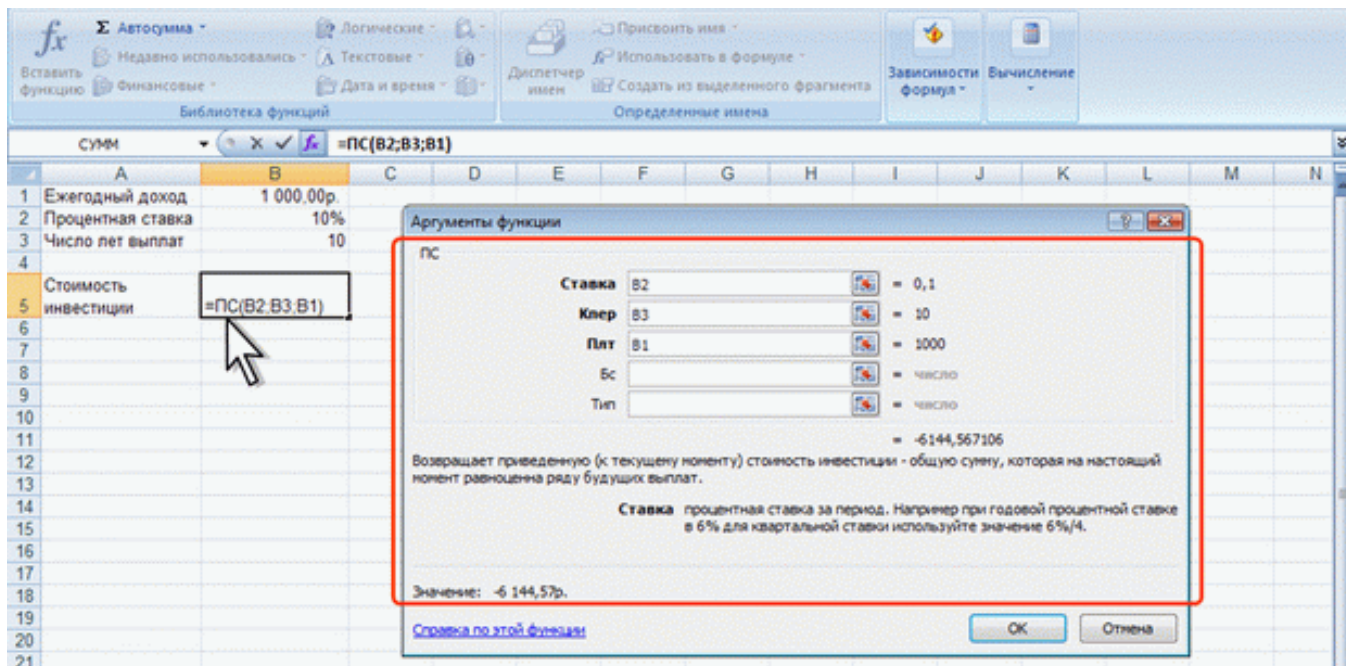 Σ Автосумма
Логические
Присвоить имя
Недавно использовались
Текстовые
Использовать в формуле
Вставить функцию
Финансовые
Дата и время
Диспетчер имен
Создать из выделенного фрагмента
Зависимости формул
Вычисление
Библиотека функций
Определенные имена
СУММ
fx
=ПС(B2;B3;B1)
A B C D E F G H I J K L M N
1 Ежегодный доход 1 000,00р.
2 Процентная ставка 10%
3 Число лет выплат 10
4
5 Стоимость инвестиции =ПС(B2;B3;B1)
6
7
8
9
10
11
12
13
14
15
16
17
18
19
20
21
Аргументы функции
ПС
Ставка B2 = 0,1
Кпер B3 = 10
Плт B1 = 1000
Бс = число
Тип = число
= -6144,567106
Возвращает приведенную (к текущему моменту) стоимость инвестиции - общую сумму, которая на настоящий
момент равноценна ряду будущих выплат.
Ставка процентная ставка за период. Например при годовой процентной ставке
в 6% для квартальной ставки используйте значение 6%/4.
Значение: -6 144,57р.
Справка по этой функции
ОК
Отмена